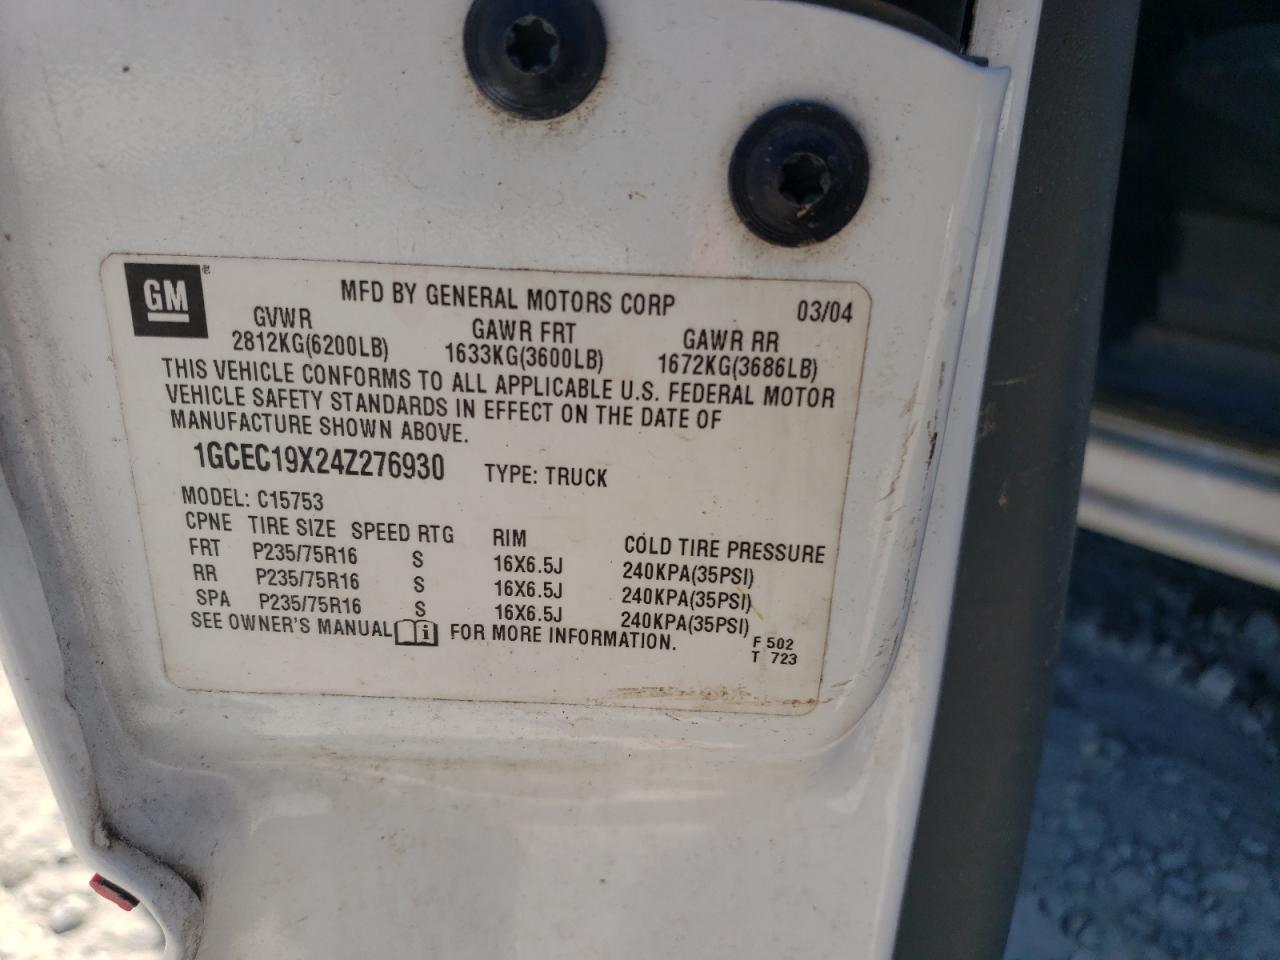 GM® MFD BY GENERAL MOTORS CORP 03/04
GVWR GAWR FRT GAWR RR
2812KG(6200LB) 1633KG(3600LB) 1672KG(3686LB)
THIS VEHICLE CONFORMS TO ALL APPLICABLE U.S. FEDERAL MOTOR
VEHICLE SAFETY STANDARDS IN EFFECT ON THE DATE OF
MANUFACTURE SHOWN ABOVE.
1GCEC19X24Z276930 TYPE: TRUCK
MODEL: C15753
CPNE TIRE SIZE SPEED RTG RIM COLD TIRE PRESSURE
FRT P235/75R16 S 16X6.5J 240KPA(35PSI)
RR P235/75R16 S 16X6.5J 240KPA(35PSI)
SPA P235/75R16 S 16X6.5J 240KPA(35PSI)
SEE OWNER'S MANUAL i FOR MORE INFORMATION.
F 502
T 723